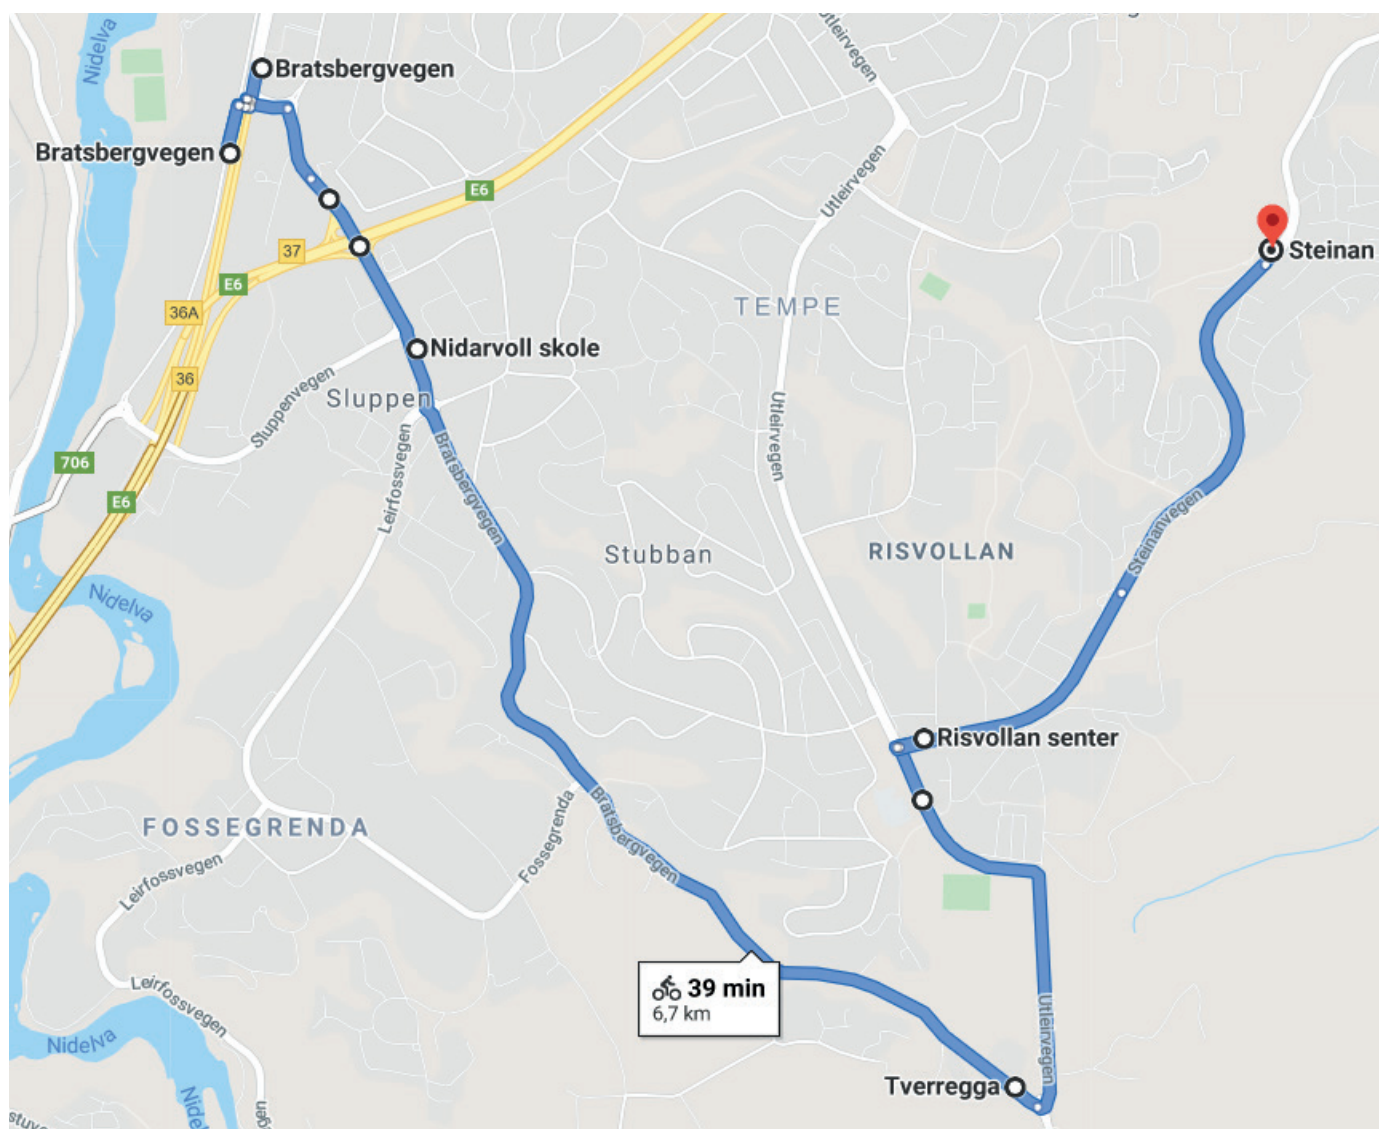 Nidelva
Utleirvegen
Bratsbergvegen
Bratsbergvegen
E6
Utleirvegen
37
E6
Steinan
36A
TEMPE
Nidarvoll skole
36
Sluppen
Sluppenvegen
Utleirvegen
Leirfossvegen
Bratsbergvegen
706
E6
Stubban
RISVOLLAN
Steinanvegen
Nidelva
Risvollan senter
FOSSEGRENDA
Fossegrenda
Bratsbergvegen
Leirfossvegen
39 min
6,7 km
Leirfossvegen
Utleirvegen
Nidelva
Tverregga
Nidelva